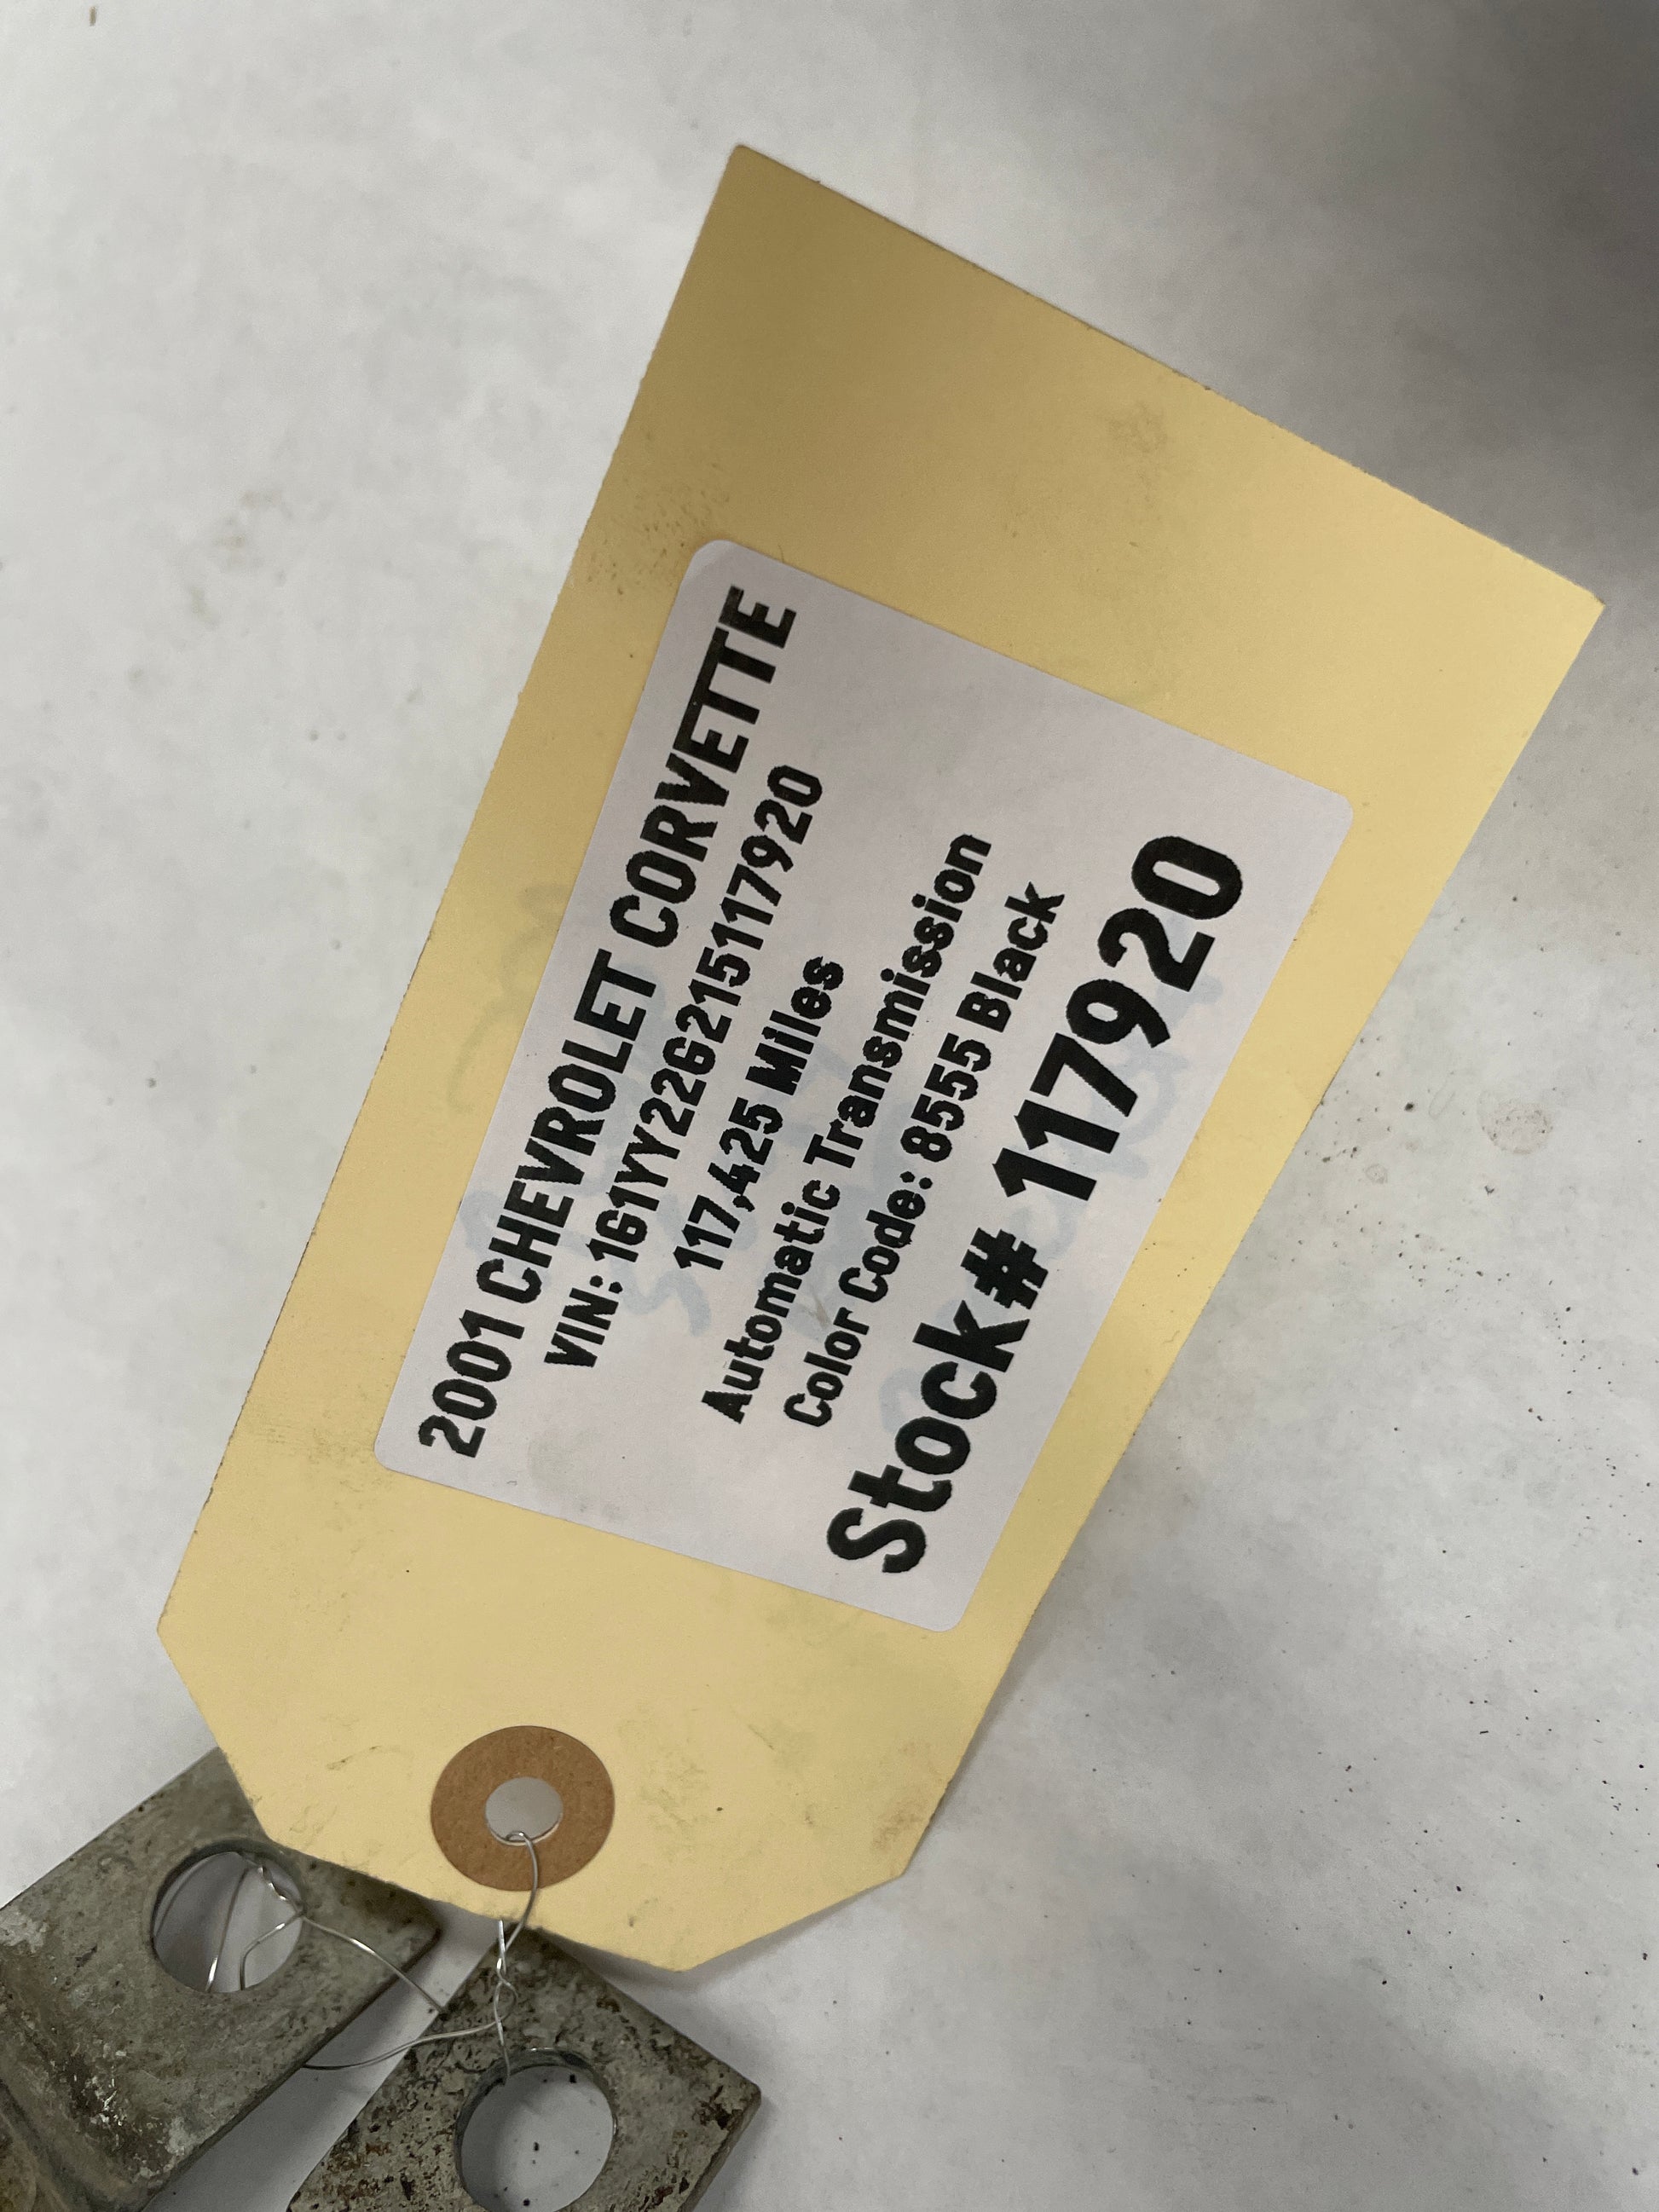 2001 CHEVROLET CORVETTE
VIN: 1G1YY22G215117920
117,425 Miles
Automatic Transmission
Color Code: 8555 Black
Stock# 117920